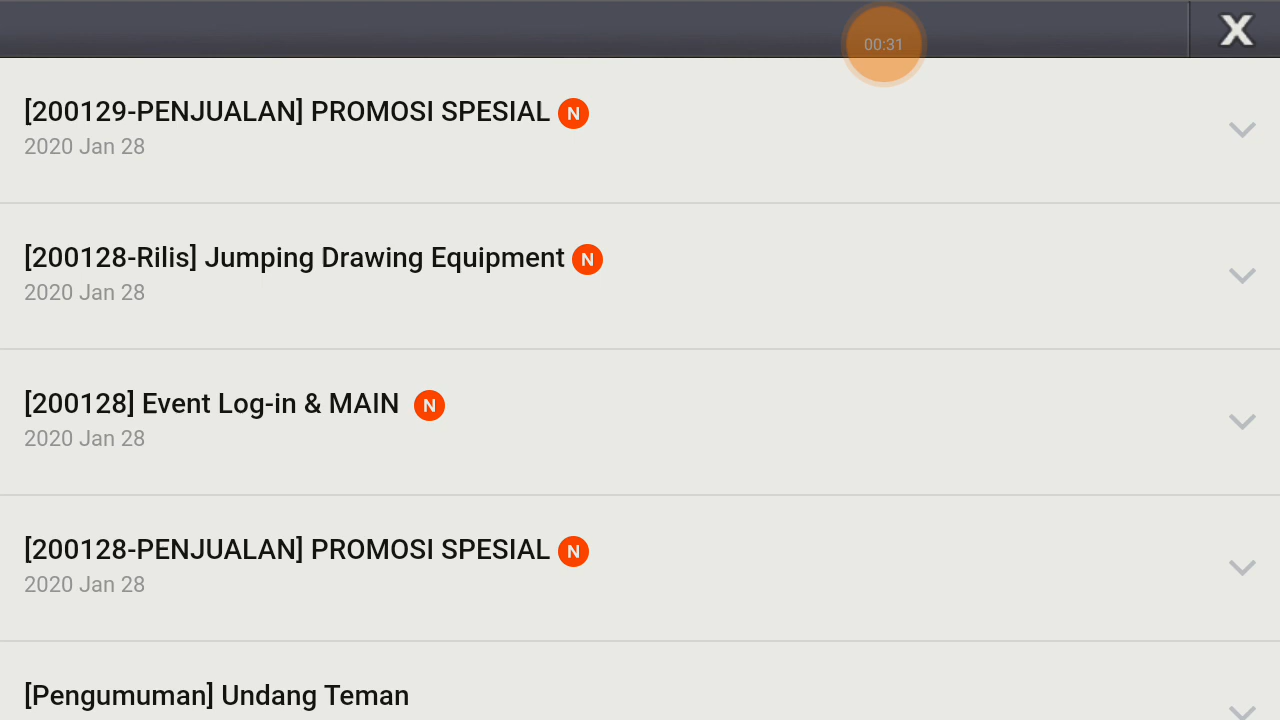 00:31
X
[200129-PENJUALAN] PROMOSI SPESIAL N
2020 Jan 28
[200128-Rilis] Jumping Drawing Equipment N
2020 Jan 28
[200128] Event Log-in & MAIN N
2020 Jan 28
[200128-PENJUALAN] PROMOSI SPESIAL N
2020 Jan 28
[Pengumuman] Undang Teman